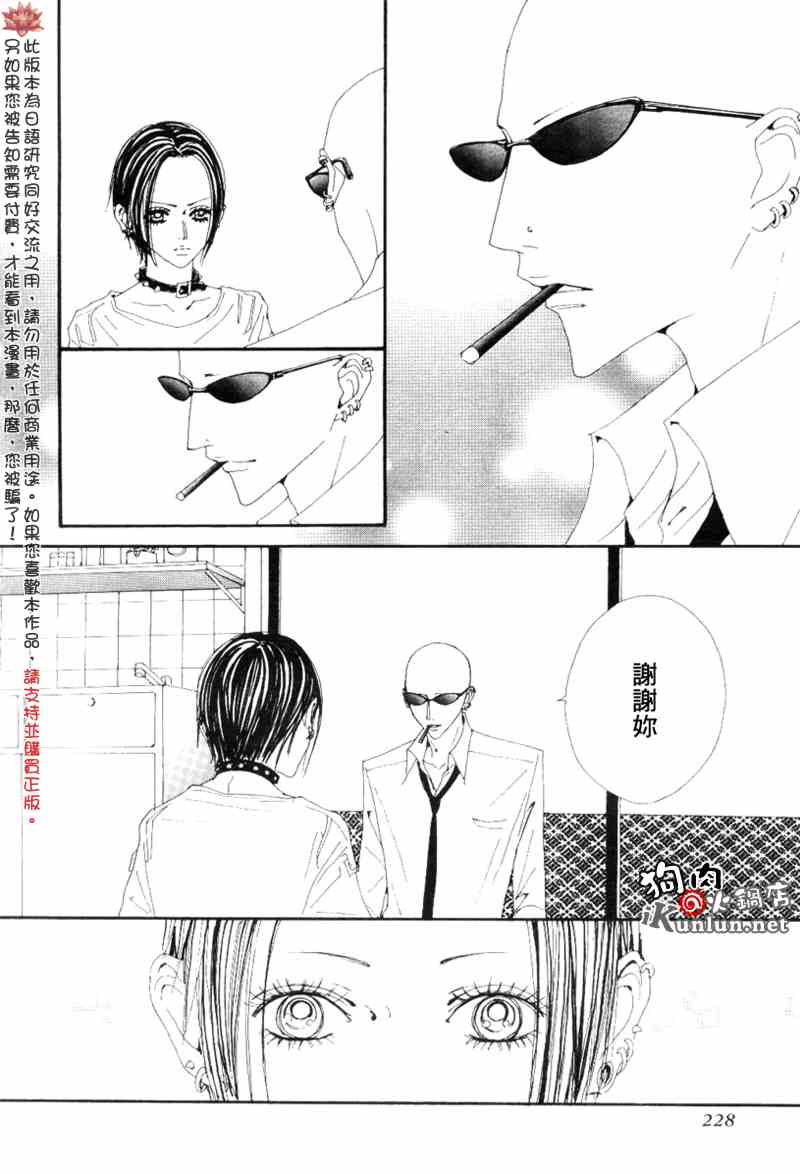 此版本為日語研究同好交流之用，請勿用於任何商業用途。如果您喜歡本作品，請支持並購買正版。
另如果您被告知需要付費，才能看到本漫畫，那麼，您被騙了！
謝謝妳
狗肉火鍋店
iKunlun.net
228